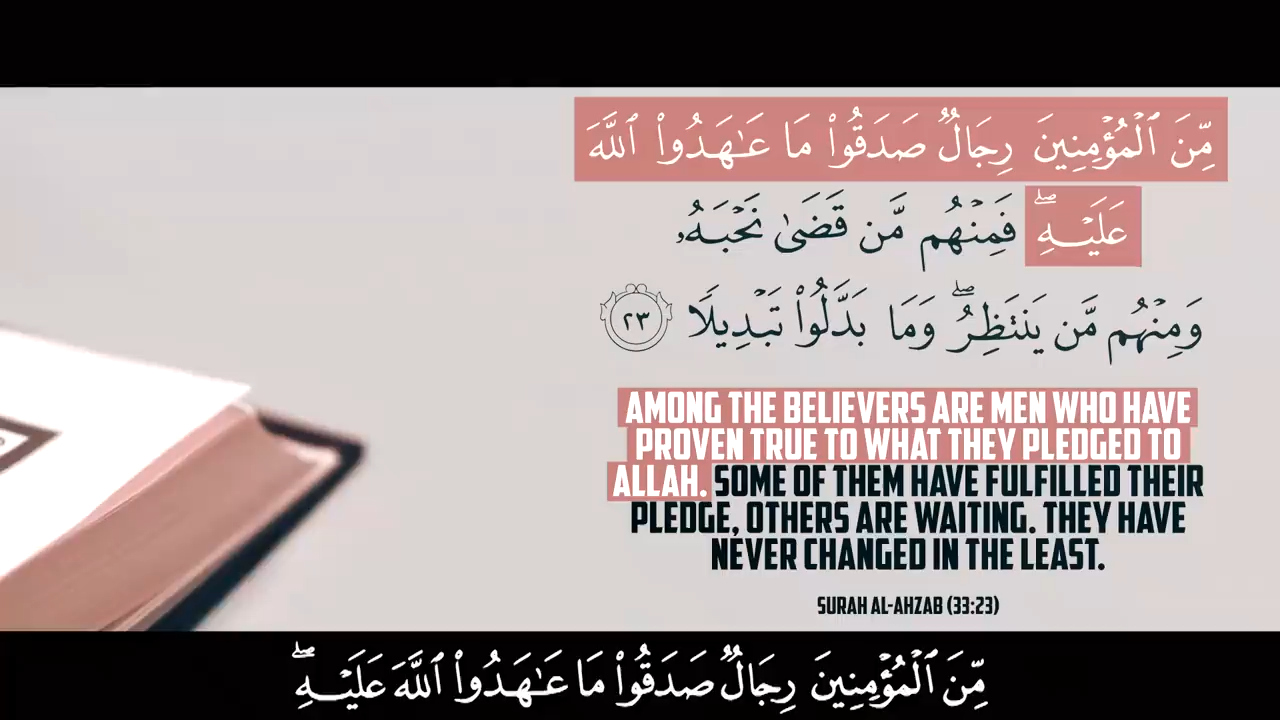 مِّنَ ٱلْمُؤْمِنِينَ رِجَالٌ صَدَقُوا۟ مَا عَـٰهَدُوا۟ ٱللَّهَ
عَلَيْهِ ۖ فَمِنْهُم مَّن قَضَىٰ نَحْبَهُۥ
وَمِنْهُم مَّن يَنتَظِرُ ۖ وَمَا بَدَّلُوا۟ تَبْدِيلًا ٢٣
AMONG THE BELIEVERS ARE MEN WHO HAVE
PROVEN TRUE TO WHAT THEY PLEDGED TO
ALLAH. SOME OF THEM HAVE FULFILLED THEIR
PLEDGE, OTHERS ARE WAITING. THEY HAVE
NEVER CHANGED IN THE LEAST.
SURAH AL-AHZAB (33:23)
مِّنَ ٱلْمُؤْمِنِينَ رِجَالٌ صَدَقُوا۟ مَا عَـٰهَدُوا۟ ٱللَّهَ عَلَيْهِ ۖ